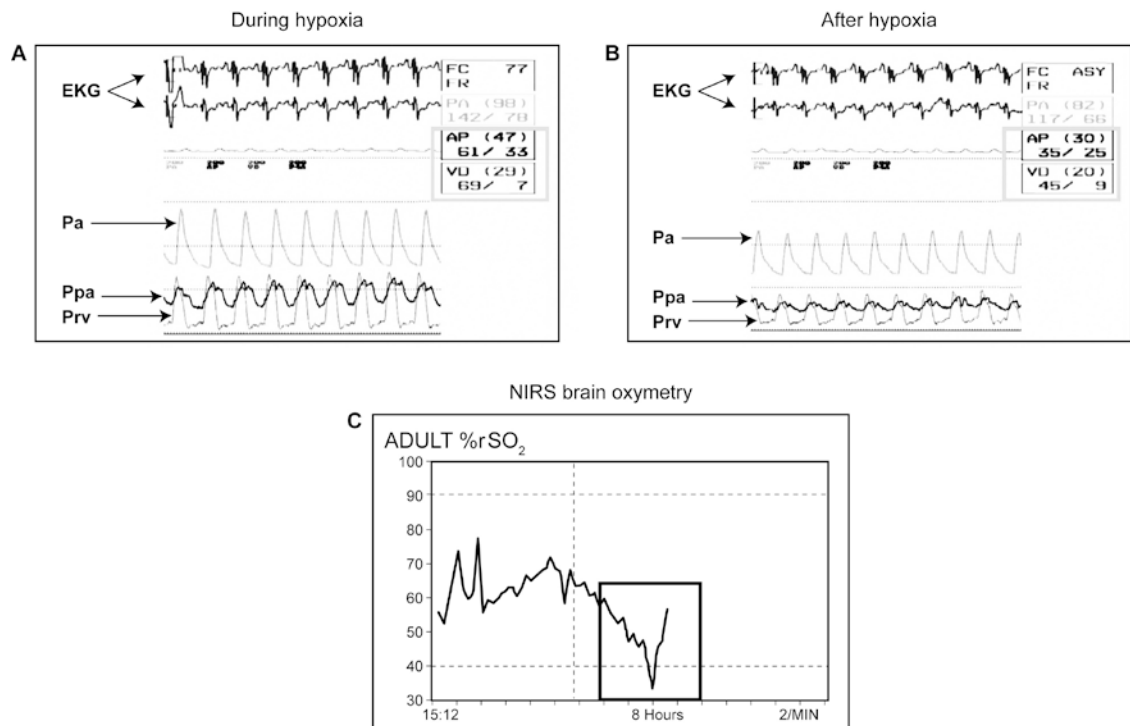 During hypoxia
After hypoxia
A
EKG
FC 77
FR
PA (98)
142/ 78
AP (47)
61/ 33
VD (29)
69/ 7
Pa
Ppa
Prv
B
EKG
FC ASY
FR
PA (82)
117/ 66
AP (30)
35/ 25
VD (20)
45/ 9
Pa
Ppa
Prv
NIRS brain oxymetry
C
ADULT %rSO₂
100
90
80
70
60
50
40
30
15:12 8 Hours 2/MIN